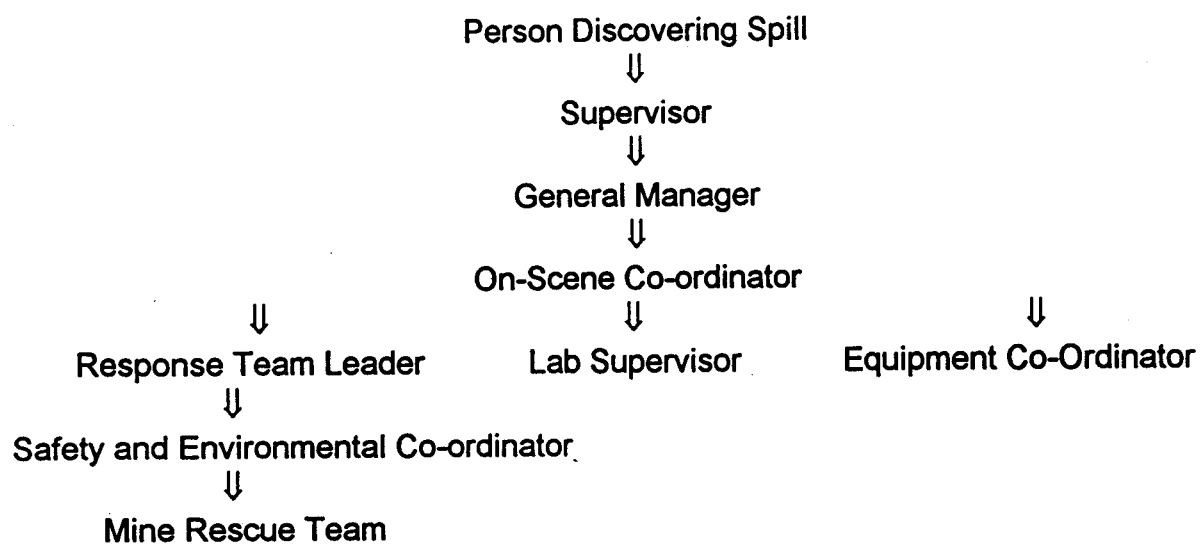 Person Discovering Spill
⇓
Supervisor
⇓
General Manager
⇓
On-Scene Co-ordinator
⇓ ⇓ ⇓
Response Team Leader Lab Supervisor Equipment Co-Ordinator
⇓
Safety and Environmental Co-ordinator
⇓
Mine Rescue Team